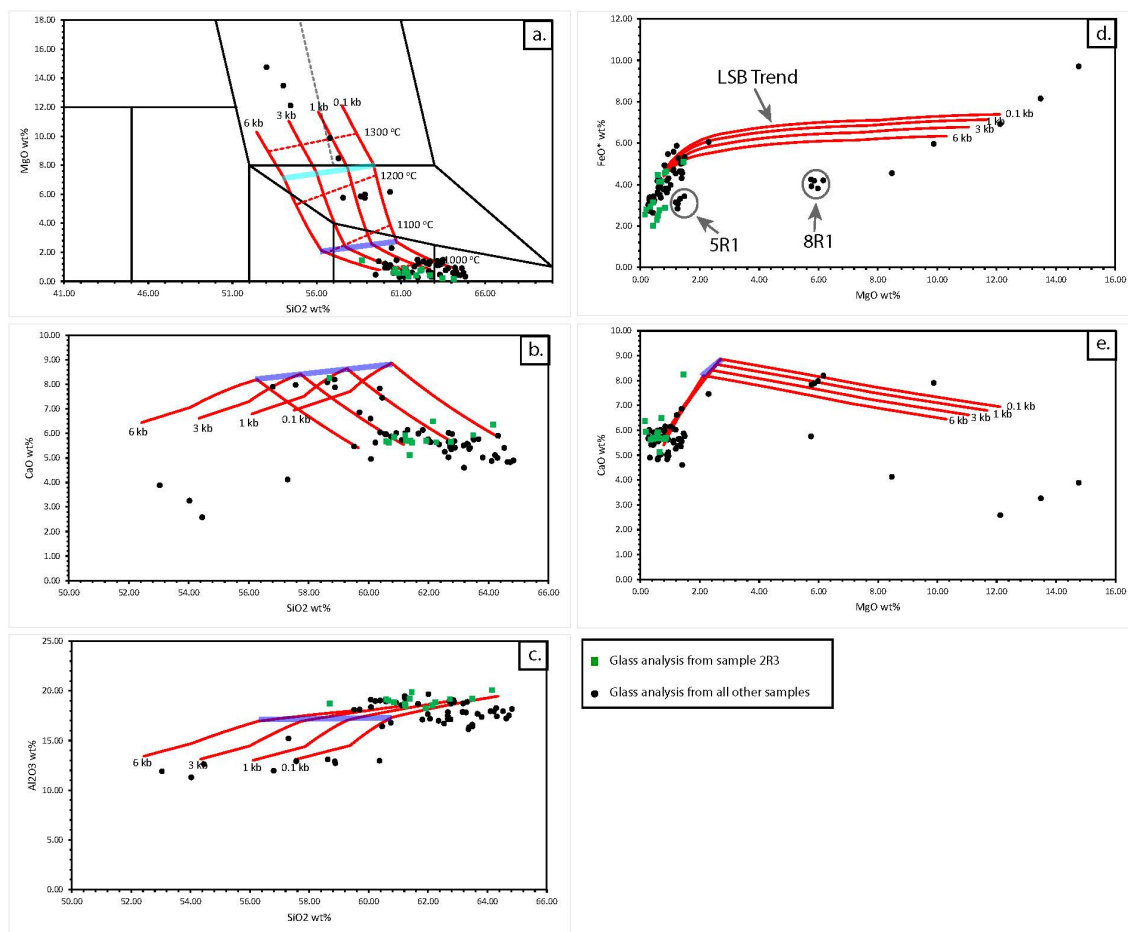 a.
18.00
16.00
14.00
12.00
10.00
8.00
6.00
4.00
2.00
0.00
MgO wt%
6 kb
3 kb
1 kb
0.1 kb
1300 °C
1200 °C
1100 °C
1000 °C
41.00 46.00 51.00 56.00 61.00 66.00
SiO2 wt%
d.
12.00
10.00
8.00
6.00
4.00
2.00
0.00
FeO* wt%
LSB Trend
0.1 kb
1 kb
3 kb
6 kb
5R1
8R1
0.00 2.00 4.00 6.00 8.00 10.00 12.00 14.00 16.00
MgO wt%
b.
10.00
9.00
8.00
7.00
6.00
5.00
4.00
3.00
2.00
1.00
0.00
CaO wt%
6 kb
3 kb
1 kb
0.1 kb
50.00 52.00 54.00 56.00 58.00 60.00 62.00 64.00 66.00
SiO2 wt%
e.
10.00
9.00
8.00
7.00
6.00
5.00
4.00
3.00
2.00
1.00
0.00
CaO wt%
0.1 kb
1 kb
3 kb
6 kb
0.00 2.00 4.00 6.00 8.00 10.00 12.00 14.00 16.00
MgO wt%
c.
25.00
20.00
15.00
10.00
5.00
0.00
Al2O3 wt%
6 kb
3 kb
1 kb
0.1 kb
50.00 52.00 54.00 56.00 58.00 60.00 62.00 64.00 66.00
SiO2 wt%
Glass analysis from sample 2R3
Glass analysis from all other samples